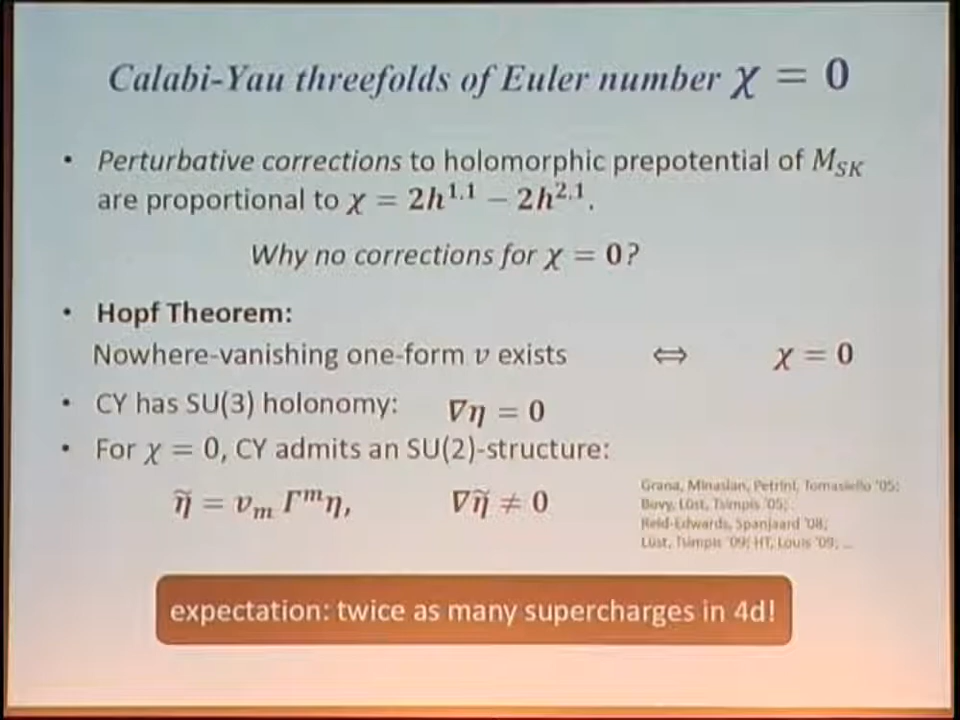 Calabi-Yau threefolds of Euler number χ = 0
• Perturbative corrections to holomorphic prepotential of M_SK
are proportional to χ = 2h^{1,1} − 2h^{2,1}.
Why no corrections for χ = 0?
• Hopf Theorem:
Nowhere-vanishing one-form v exists ⇔ χ = 0
• CY has SU(3) holonomy: ∇η = 0
• For χ = 0, CY admits an SU(2)-structure:
η̃ = v_m Γ^m η, ∇η̃ ≠ 0
Grana, Minasian, Petrini, Tomasiello '05;
Bovy, Lüst, Tsimpis '05;
Reid-Edwards, Spanjaard '08;
Lüst, Tsimpis '09; HT, Louis '09; ...
expectation: twice as many supercharges in 4d!